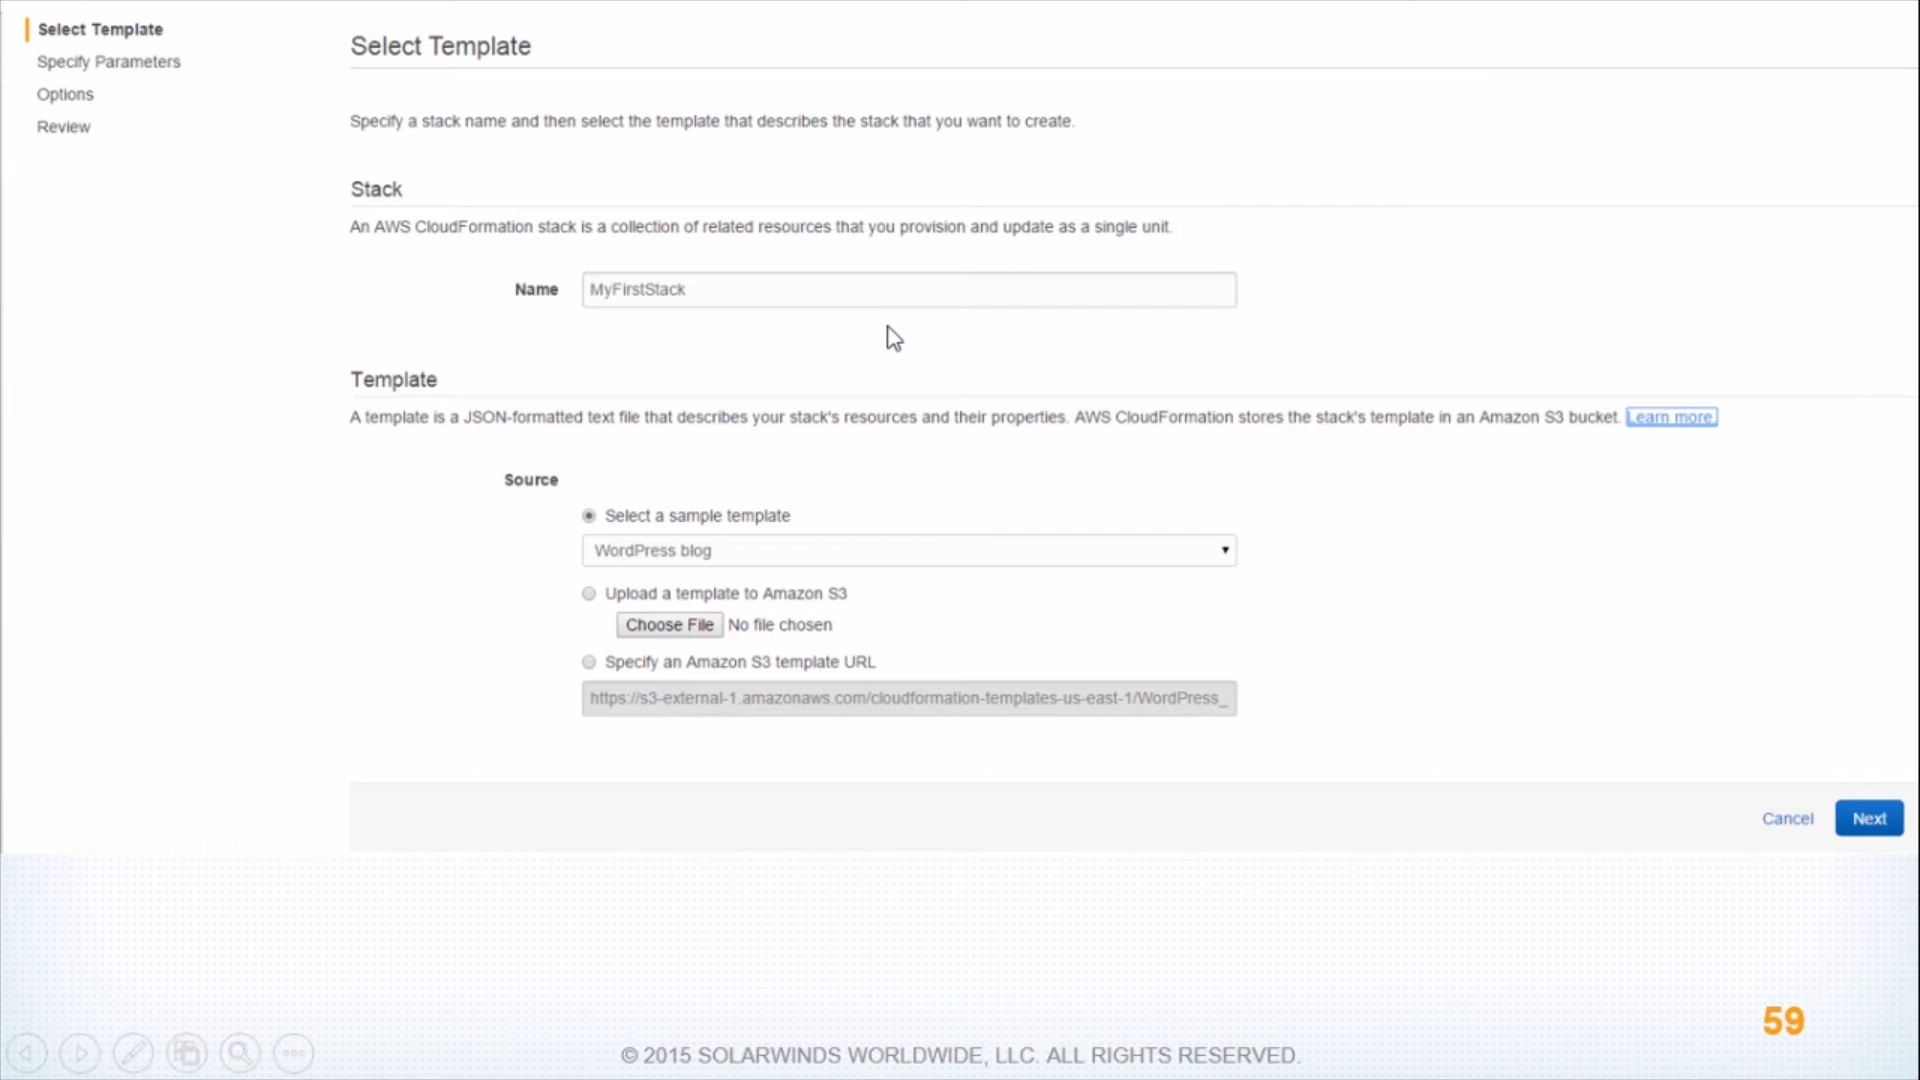 Select Template
Specify Parameters
Options
Review
Select Template
Specify a stack name and then select the template that describes the stack that you want to create.
Stack
An AWS CloudFormation stack is a collection of related resources that you provision and update as a single unit.
Name MyFirstStack
Template
A template is a JSON-formatted text file that describes your stack's resources and their properties. AWS CloudFormation stores the stack's template in an Amazon S3 bucket. Learn more.
Source
Select a sample template
WordPress blog
Upload a template to Amazon S3
Choose File No file chosen
Specify an Amazon S3 template URL
https://s3-external-1.amazonaws.com/cloudformation-templates-us-east-1/WordPress_
Cancel Next
59
© 2015 SOLARWINDS WORLDWIDE, LLC. ALL RIGHTS RESERVED.